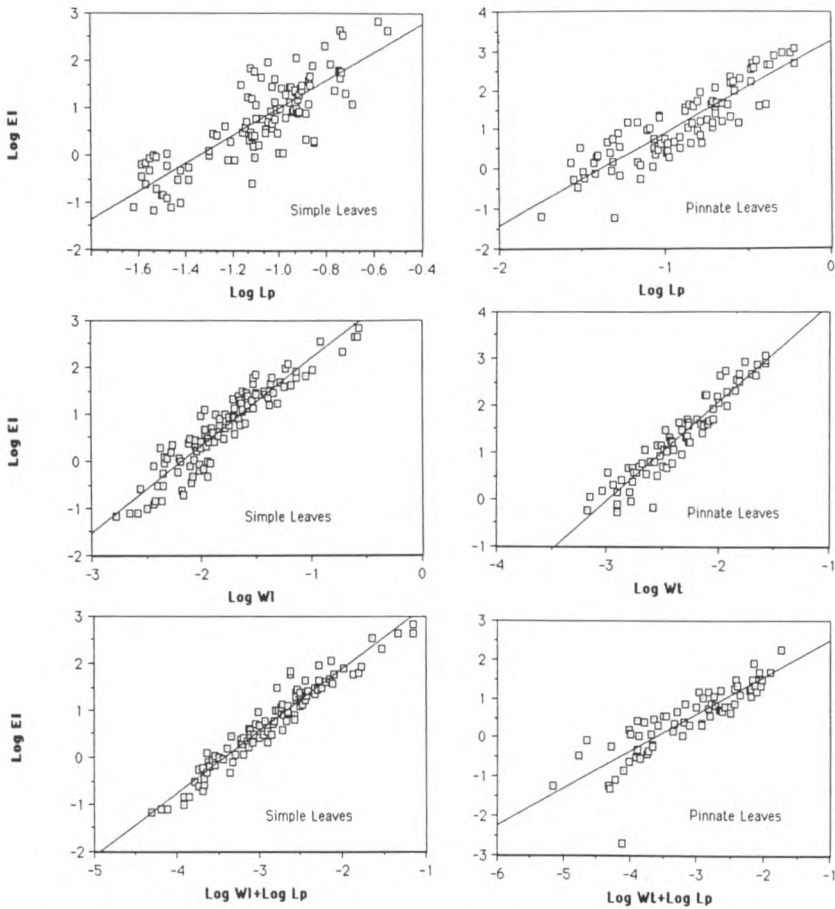 Log El
3
2
1
0
-1
-2
Simple Leaves
-1.6 -1.4 -1.2 -1.0 -0.8 -0.6 -0.4
Log Lp
4
3
2
1
0
-1
-2
Pinnate Leaves
-2 -1 0
Log Lp
Log El
3
2
1
0
-1
-2
Simple Leaves
-3 -2 -1 0
Log Wl
4
3
2
1
0
-1
Pinnate Leaves
-4 -3 -2 -1
Log Wt
Log El
3
2
1
0
-1
-2
Simple Leaves
-5 -4 -3 -2 -1
Log Wl+Log Lp
3
2
1
0
-1
-2
-3
Pinnate Leaves
-6 -5 -4 -3 -2 -1
Log Wt+Log Lp